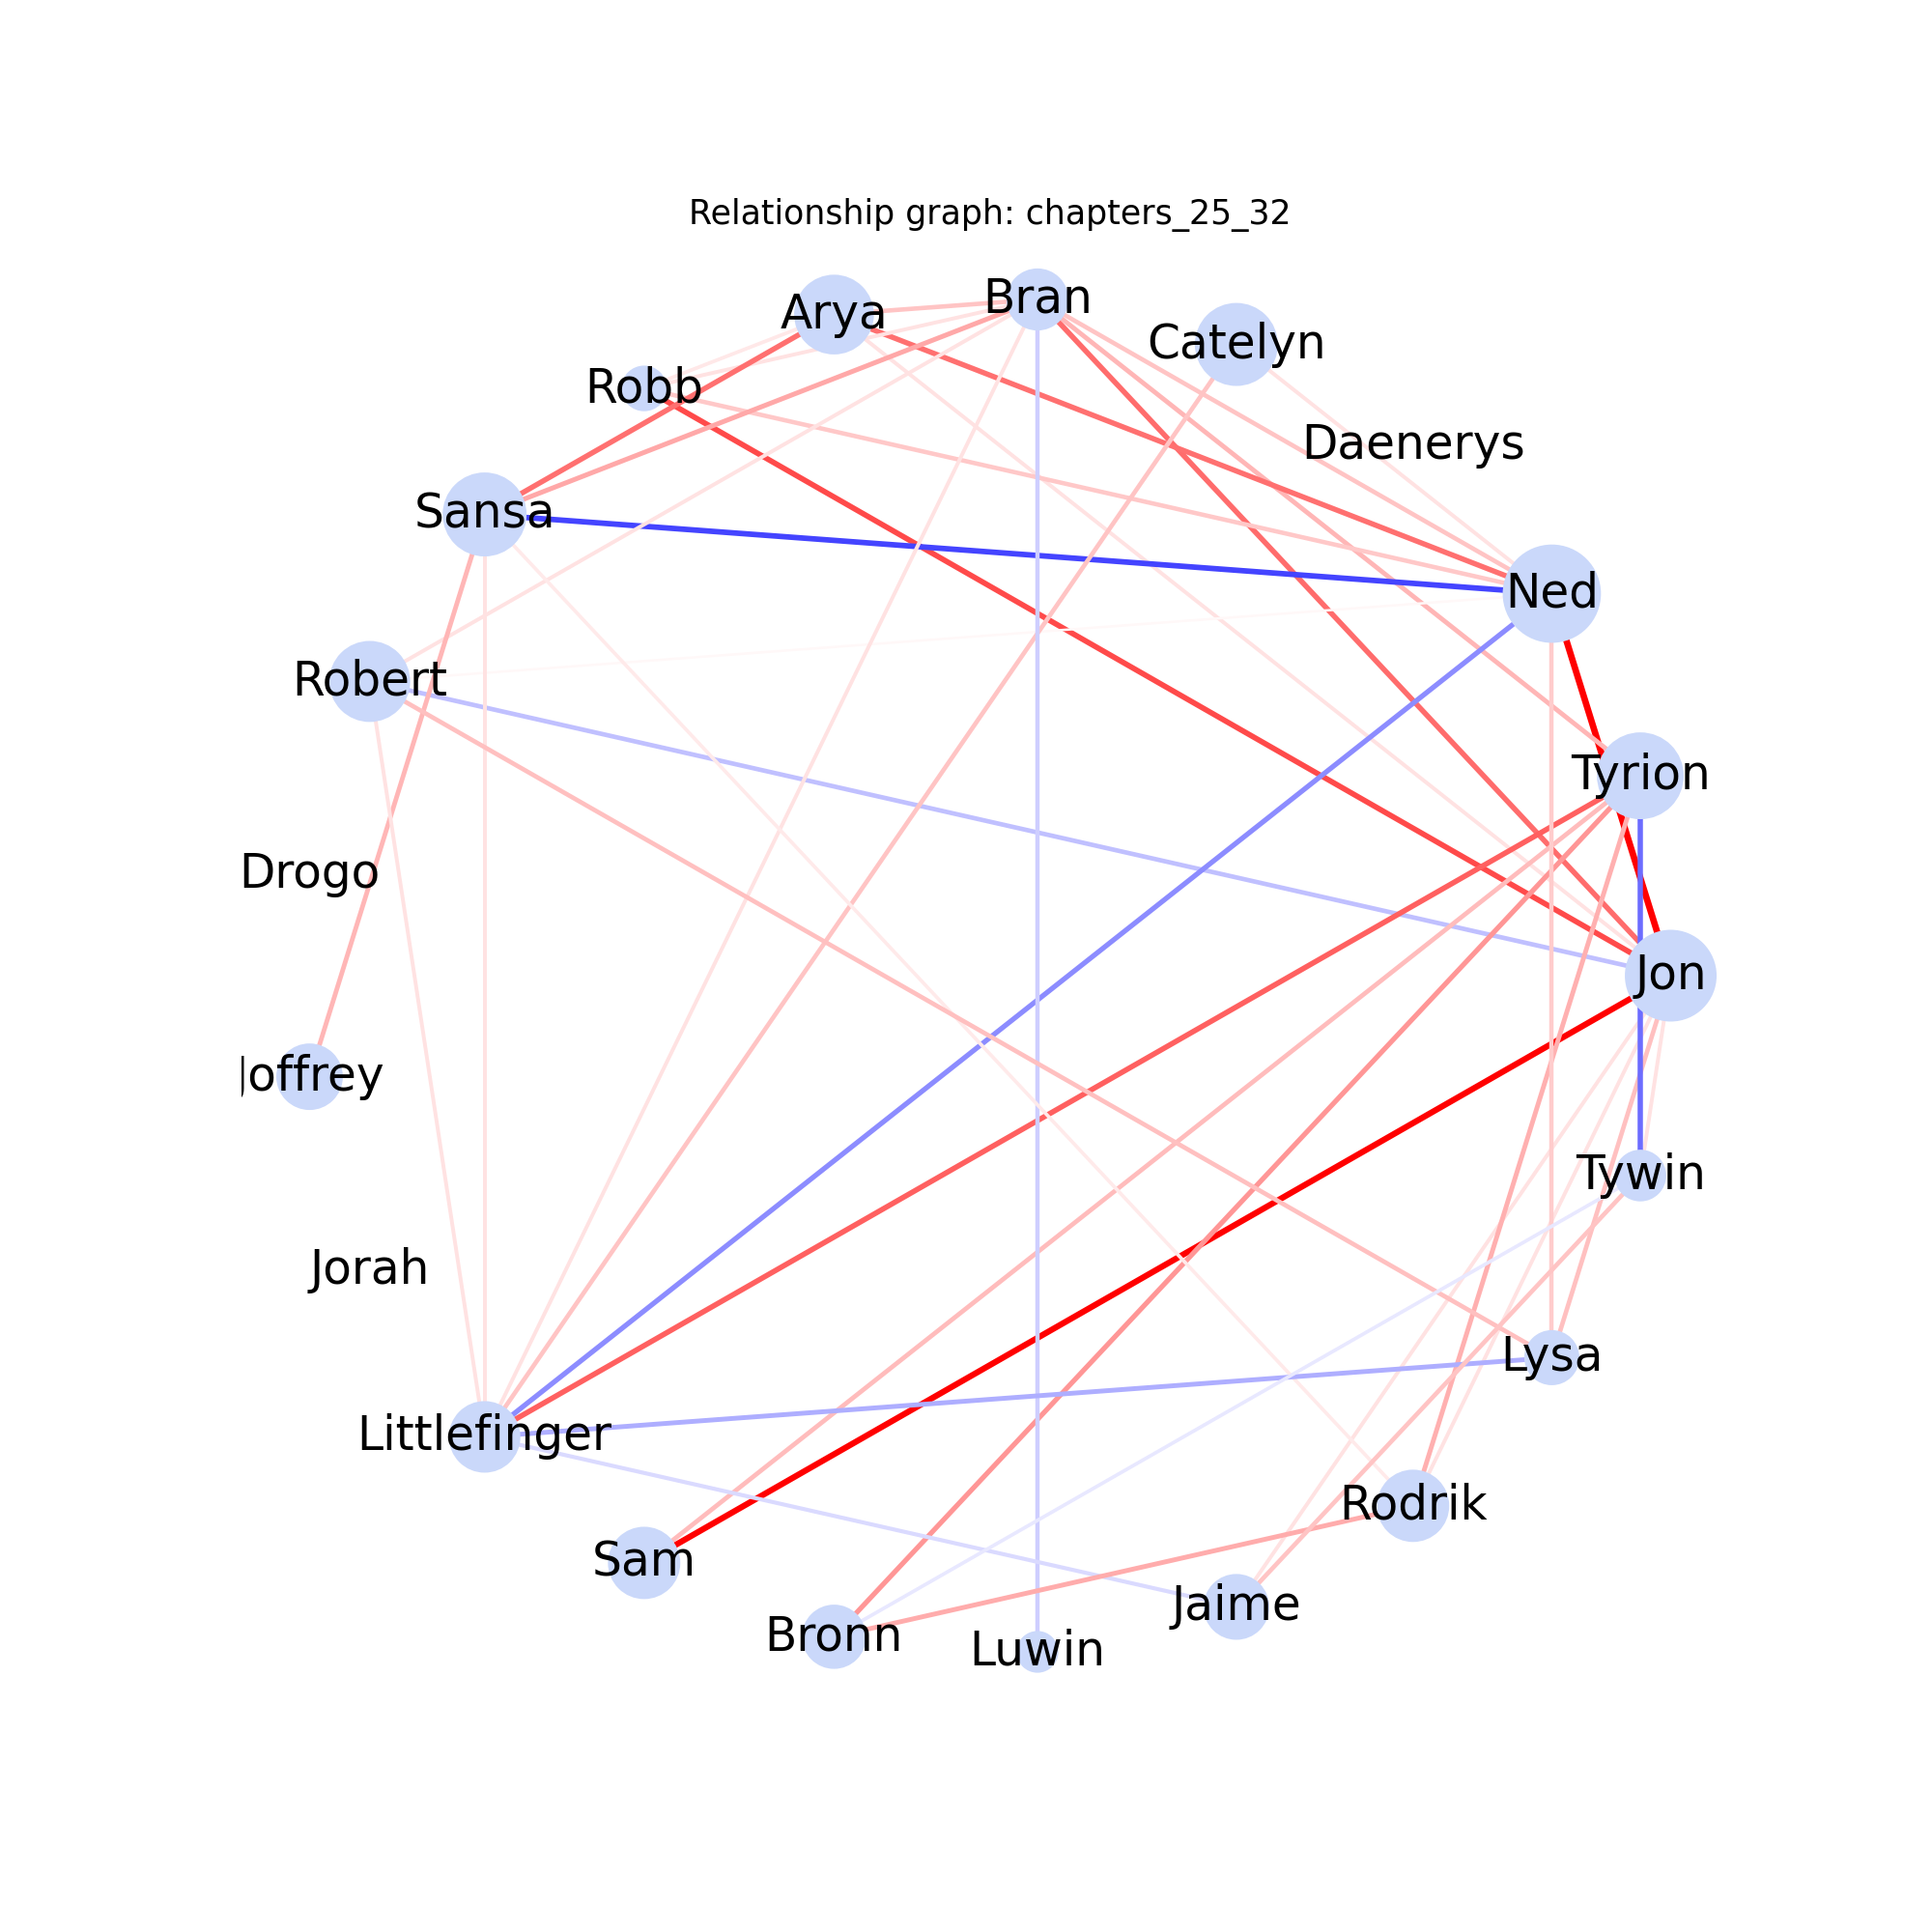 Relationship graph: chapters_25_32
Bran
Arya
Catelyn
Robb
Daenerys
Sansa
Ned
Robert
Tyrion
Drogo
Jon
Joffrey
Tywin
Jorah
Lysa
Littlefinger
Rodrik
Sam
Jaime
Bronn
Luwin